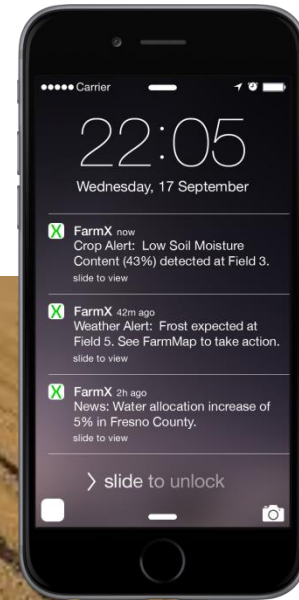 Carrier
22:05
Wednesday, 17 September
X FarmX now
Crop Alert: Low Soil Moisture
Content (43%) detected at Field 3.
slide to view
X FarmX 42m ago
Weather Alert: Frost expected at
Field 5. See FarmMap to take action.
slide to view
X FarmX 2h ago
News: Water allocation increase of
5% in Fresno County.
slide to view
> slide to unlock